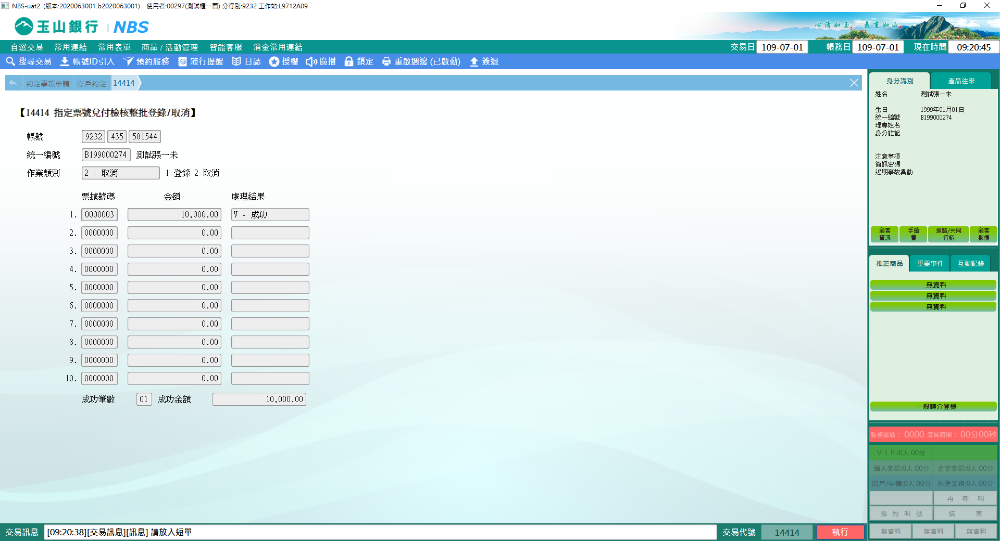 NBS-uat2 (版本:2020063001.b2020063001) 使用者:00297(測試櫃一酉) 分行別:9232 工作站:L9712A09
玉山銀行 | NBS
心清如玉 義重如山
自選交易 常用連結 常用表單 商品 / 活動管理 智能客服 消金常用連結 交易日 109-07-01 帳務日 109-07-01 現在時間 09:20:45
搜尋交易 帳號ID引入 預約服務 蒞行提醒 日誌 授權 廣播 鎖定 重啟週邊 (已啟動) 簽退
約定事項申請 存戶約定 14414
【14414 指定票號兌付檢核整批登錄/取消】
帳號 9232 435 581544
統一編號 B199000274 測試張一未
作業類別 2 - 取消 1-登錄 2-取消
票據號碼 金額 處理結果
1. 0000003 10,000.00 V - 成功
2. 0000000 0.00
3. 0000000 0.00
4. 0000000 0.00
5. 0000000 0.00
6. 0000000 0.00
7. 0000000 0.00
8. 0000000 0.00
9. 0000000 0.00
10. 0000000 0.00
成功筆數 01 成功金額 10,000.00
身分識別 產品往來
姓名 測試張一未
生日 1999年01月01日
統一編號 B199000274
理專姓名
身分註記
注意事項
簡訊密碼
近期事故異動
顧客資訊 手續費 通路/共同行銷 顧客影像
推薦商品 重要事件 互動記錄
無資料
無資料
無資料
一般轉介登錄
服務號碼： 0000 等候時間： 00分00秒
ＶＩＰ:0人 00分
個人交易:0人 00分 企業交易:0人 00分
開戶/申請:0人 00分 外匯業務:0人 00分
再 呼 叫
預 約 叫 號 結 束
無資料 無資料 無資料
交易訊息 [09:20:38][交易訊息][訊息] 請放入短單 交易代號 14414 執行